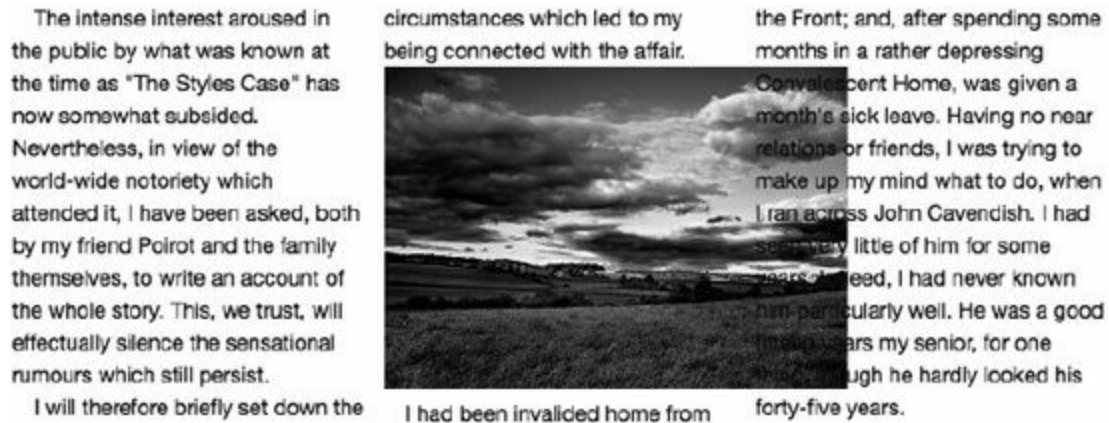 The intense interest aroused in
the public by what was known at
the time as "The Styles Case" has
now somewhat subsided.
Nevertheless, in view of the
world-wide notoriety which
attended it, I have been asked, both
by my friend Poirot and the family
themselves, to write an account of
the whole story. This, we trust, will
effectually silence the sensational
rumours which still persist.
I will therefore briefly set down the
circumstances which led to my
being connected with the affair.
I had been invalided home from
the Front; and, after spending some
months in a rather depressing
Convalescent Home, was given a
month's sick leave. Having no near
relations or friends, I was trying to
make up my mind what to do, when
I ran across John Cavendish. I had
seen very little of him for some
years. Indeed, I had never known
him particularly well. He was a good
years my senior, for one
though he hardly looked his
forty-five years.